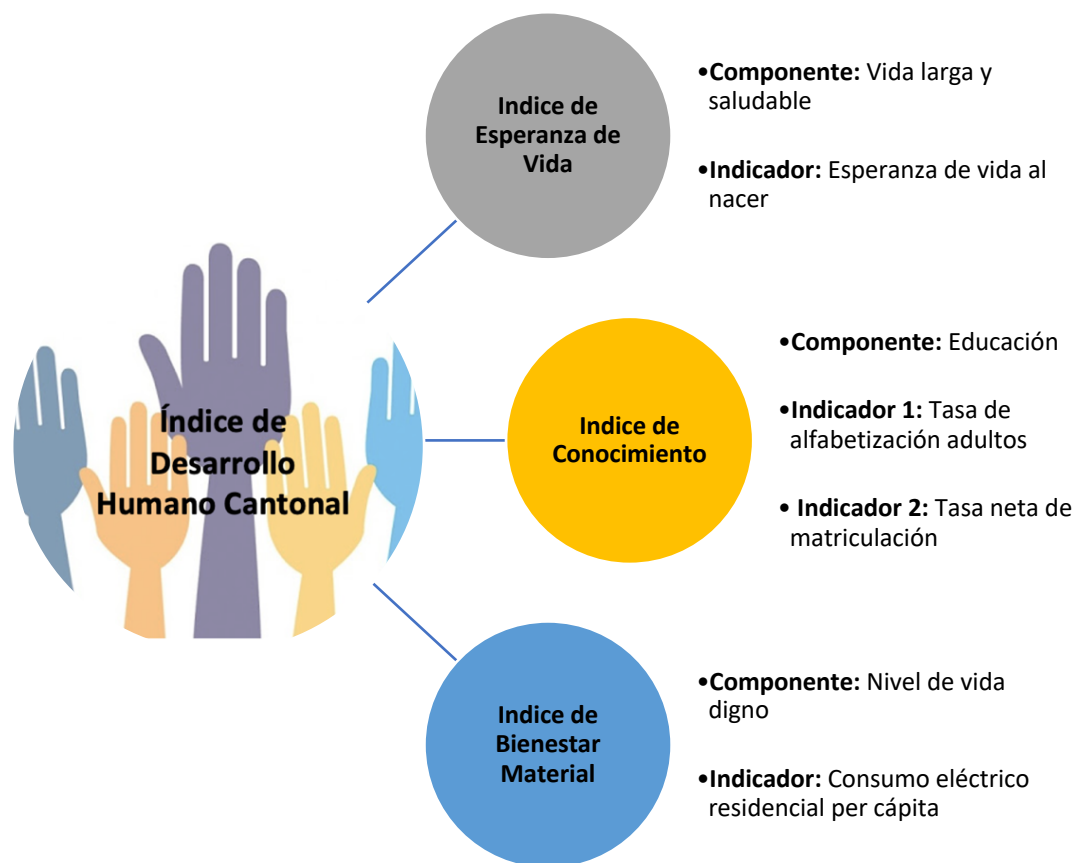 Indice de
Esperanza de
Vida
•Componente: Vida larga y
saludable
•Indicador: Esperanza de vida al
nacer
Índice de
Desarrollo
Humano Cantonal
Indice de
Conocimiento
•Componente: Educación
•Indicador 1: Tasa de
alfabetización adultos
• Indicador 2: Tasa neta de
matriculación
Indice de
Bienestar
Material
•Componente: Nivel de vida
digno
•Indicador: Consumo eléctrico
residencial per cápita